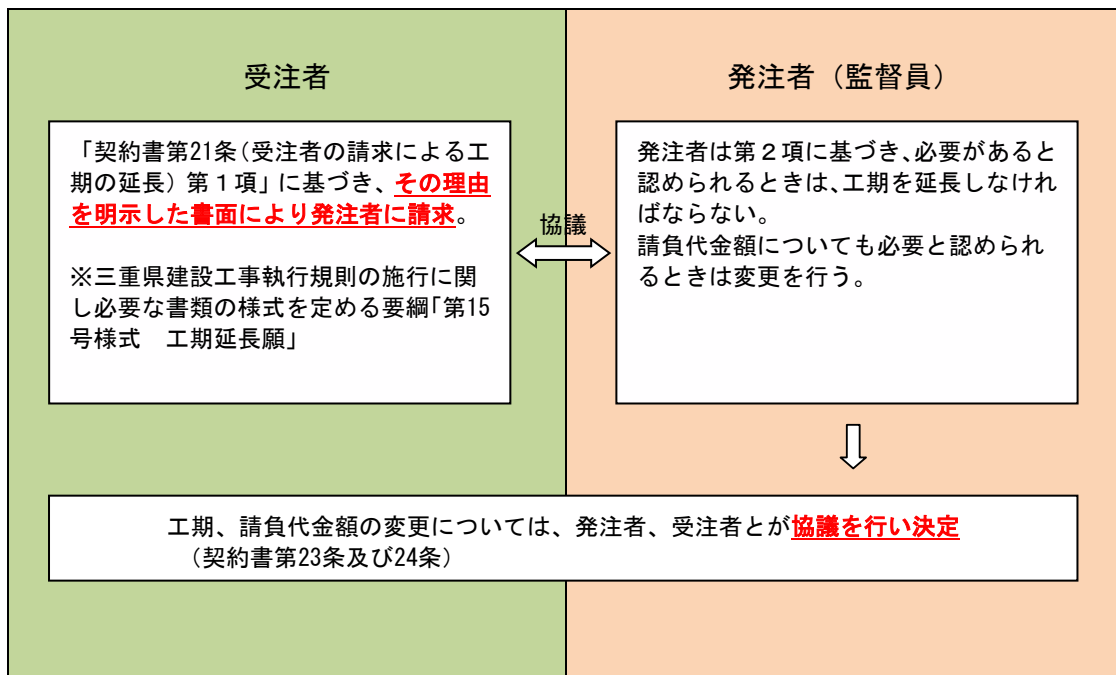 受注者
「契約書第21条(受注者の請求による工
期の延長) 第1項」に基づき、その理由
を明示した書面により発注者に請求。
※三重県建設工事執行規則の施行に関
し必要な書類の様式を定める要綱「第15
号様式　工期延長願」
協議
発注者（監督員）
発注者は第２項に基づき、必要があると
認められるときは、工期を延長しなけれ
ばならない。
請負代金額についても必要と認められ
るときは変更を行う。
工期、請負代金額の変更については、発注者、受注者とが協議を行い決定
（契約書第23条及び24条）